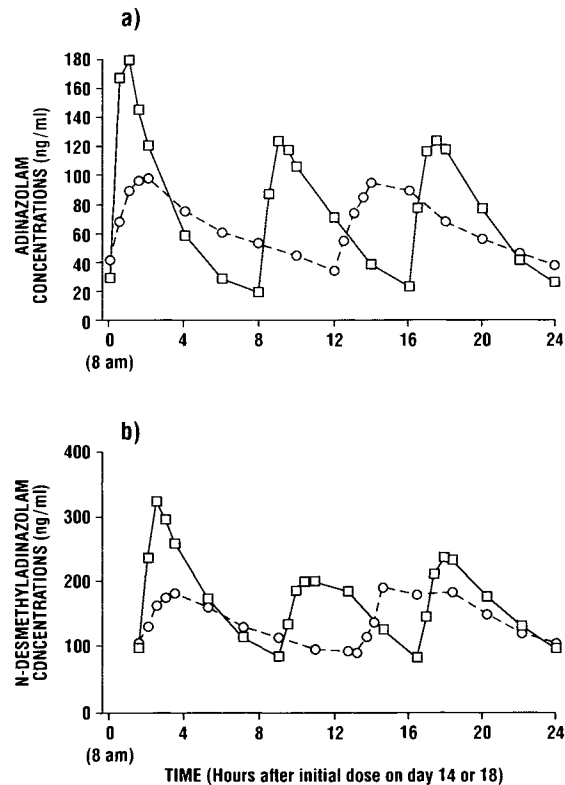 a)
ADINAZOLAM
CONCENTRATIONS (ng/ml)
180
160
140
120
100
80
60
40
20
0
0 4 8 12 16 20 24
(8 am)
b)
N-DESMETHYLADINAZOLAM
CONCENTRATIONS (ng/ml)
400
300
200
100
0
0 4 8 12 16 20 24
(8 am)
TIME (Hours after initial dose on day 14 or 18)